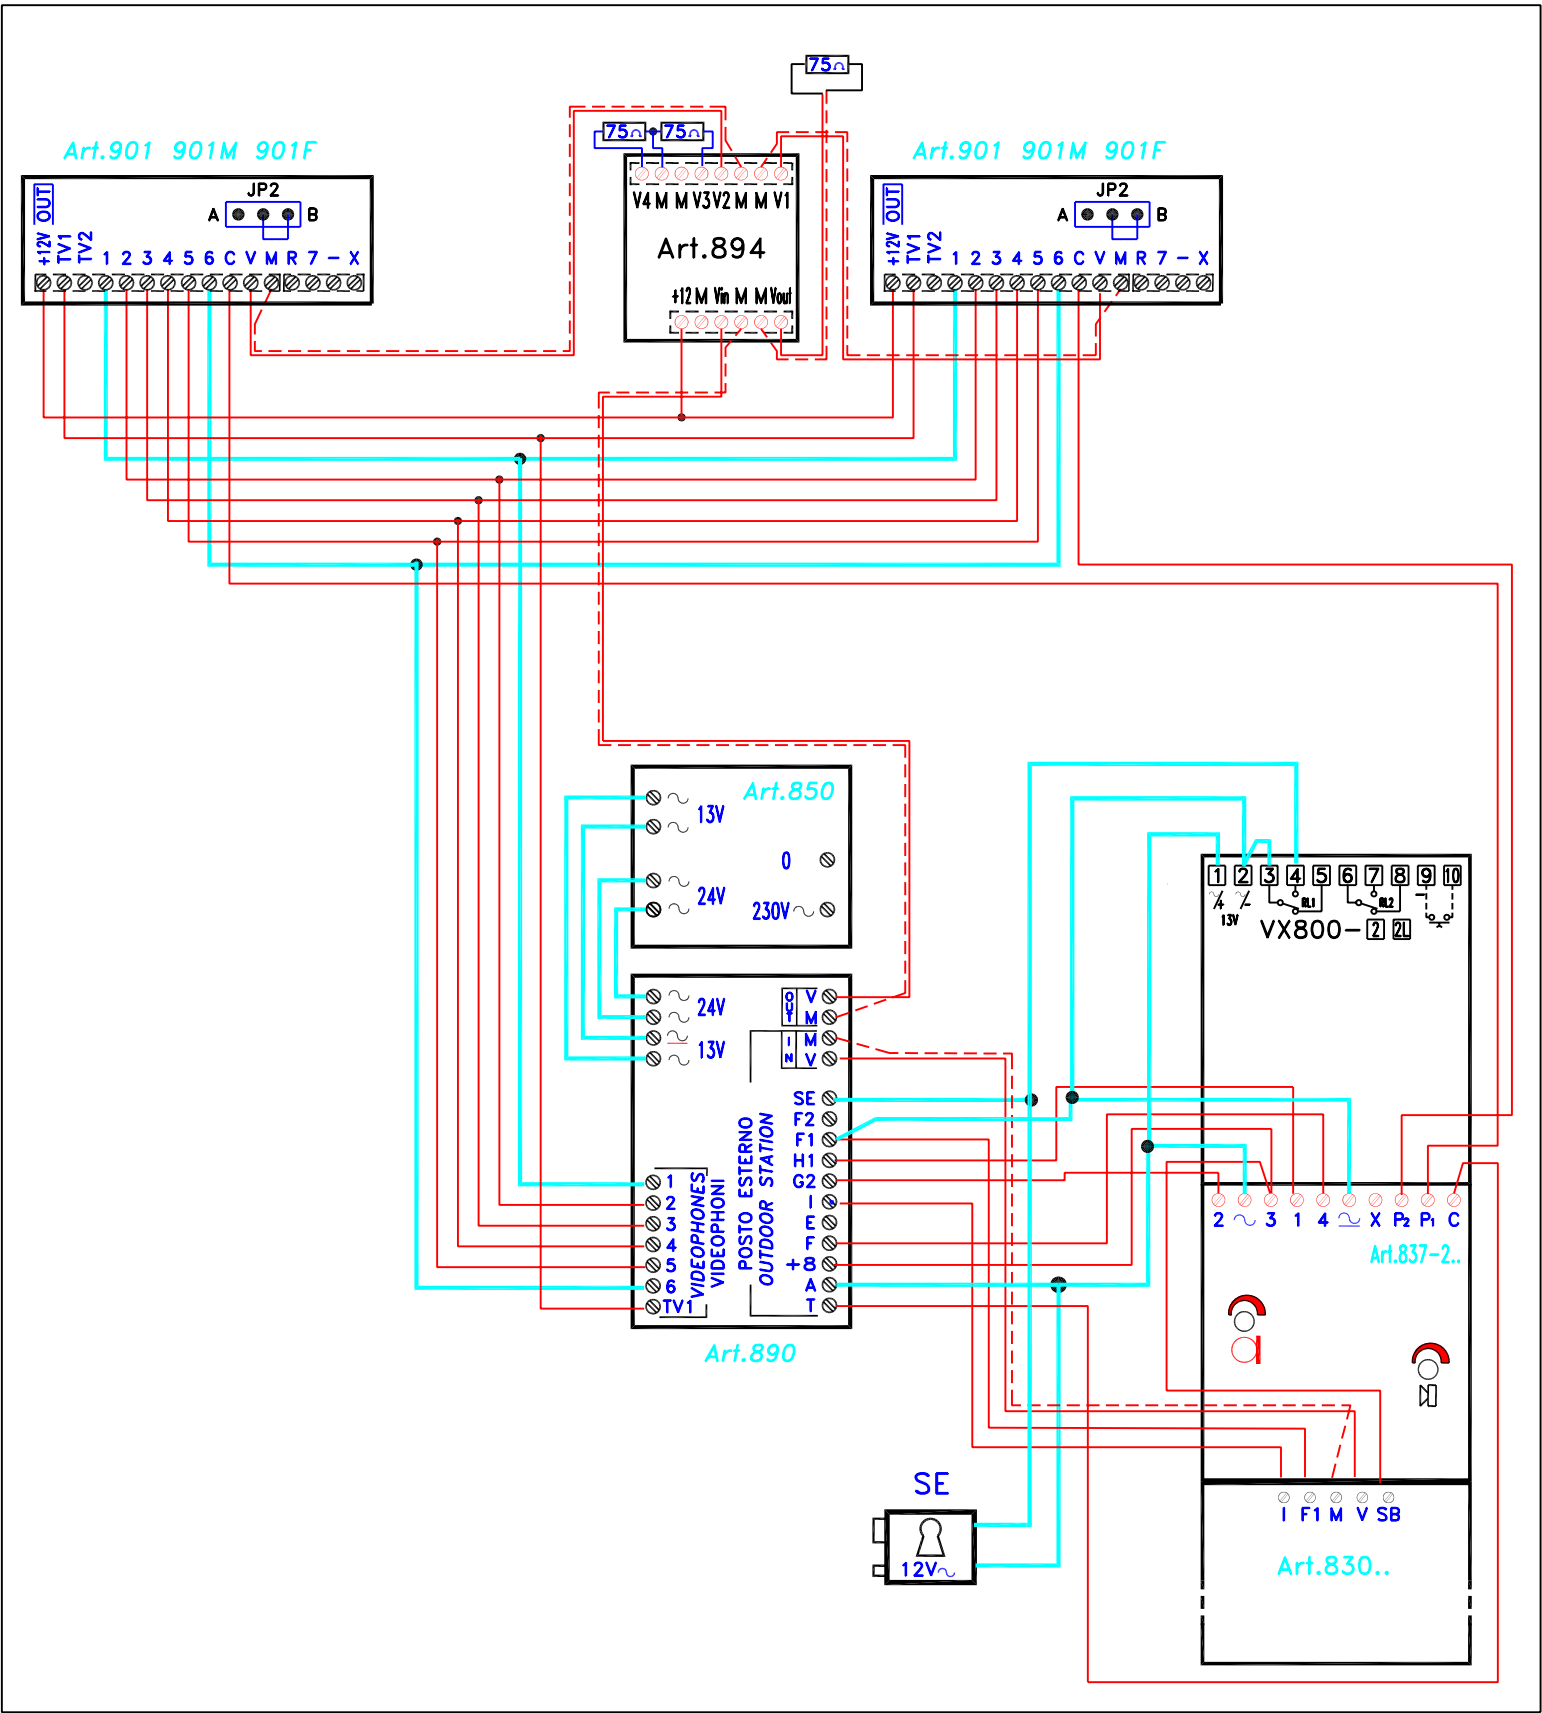 75Ω
75Ω 75Ω
Art.901 901M 901F
Art.901 901M 901F
OUT
JP2
A B
+12V TV1 TV2 1 2 3 4 5 6 C V M R 7 - X
V4 M M V3 V2 M M V1
Art.894
+12 M Vin M M Vout
OUT
JP2
A B
+12V TV1 TV2 1 2 3 4 5 6 C V M R 7 - X
Art.850
13V
0
24V
230V
24V
13V
OUT
V
M
IN
M
V
SE
F2
F1
H1
G2
I
E
F
+8
A
T
POSTO ESTERNO
OUTDOOR STATION
1
2
3
4
5
6
TV1
VIDEOPHONES
VIDEOPHONI
Art.890
1 2 3 4 5 6 7 8 9 10
13V
RL1
RL2
VX800- 2 2L
2 3 1 4 X P2 P1 C
Art.837-2..
SE
12V
I F1 M V SB
Art.830..